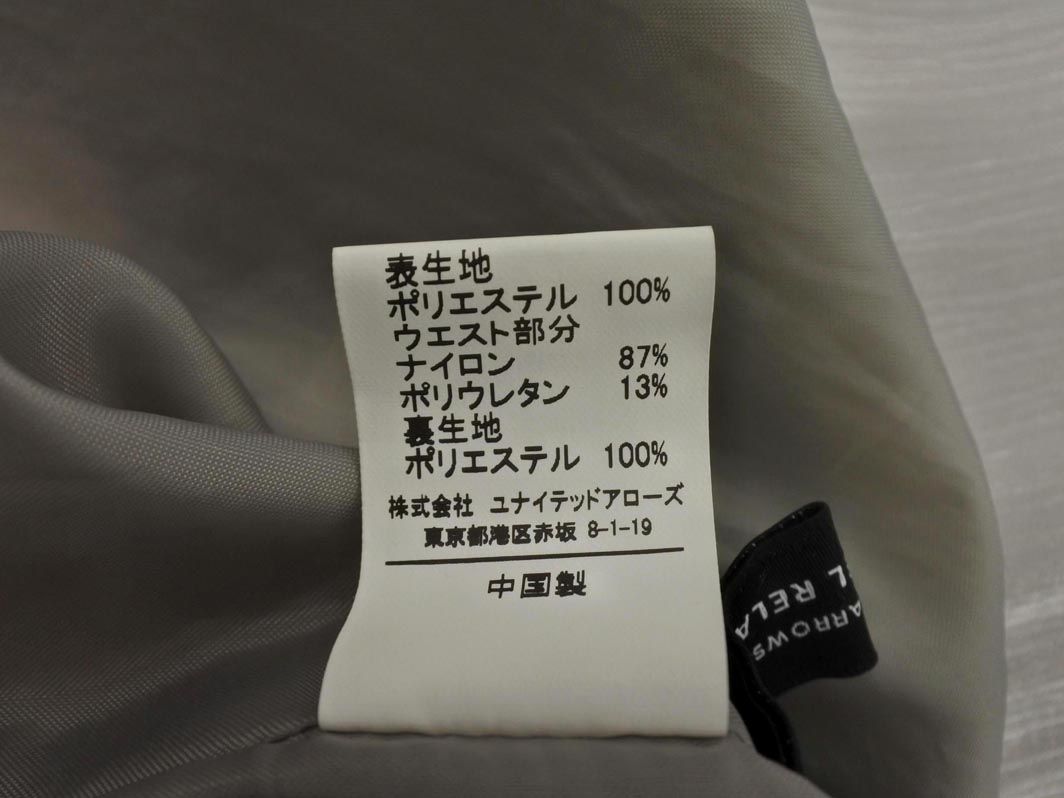 表生地
ポリエステル 100%
ウエスト部分
ナイロン 87%
ポリウレタン 13%
裏生地
ポリエステル 100%
株式会社 ユナイテッドアローズ
東京都港区赤坂 8-1-19
中国製
ARROWS
L RELA